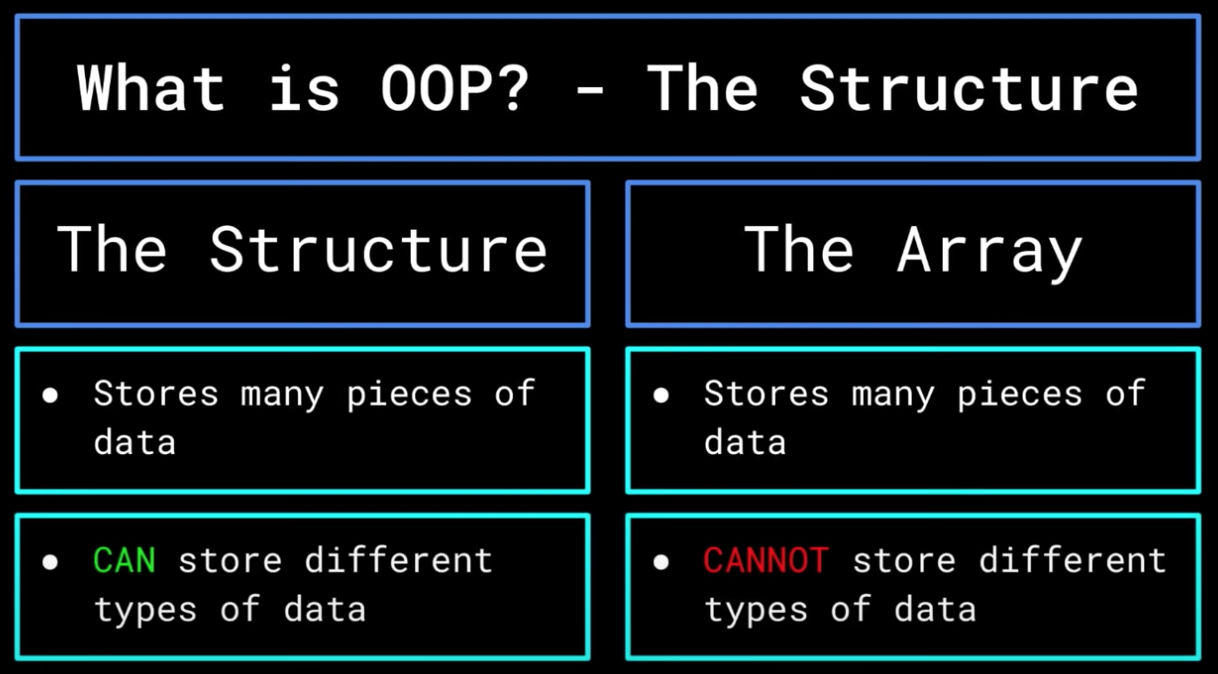 What is OOP? - The Structure
The Structure
The Array
● Stores many pieces of
data
● Stores many pieces of
data
● CAN store different
types of data
● CANNOT store different
types of data